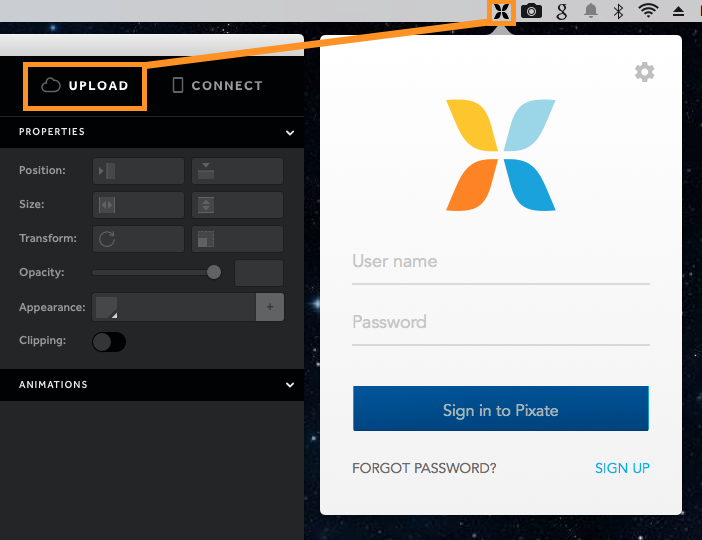 UPLOAD
CONNECT
PROPERTIES
Position:
Size:
Transform:
Opacity:
Appearance:
+
Clipping:
ANIMATIONS
User name
Password
Sign in to Pixate
FORGOT PASSWORD?
SIGN UP